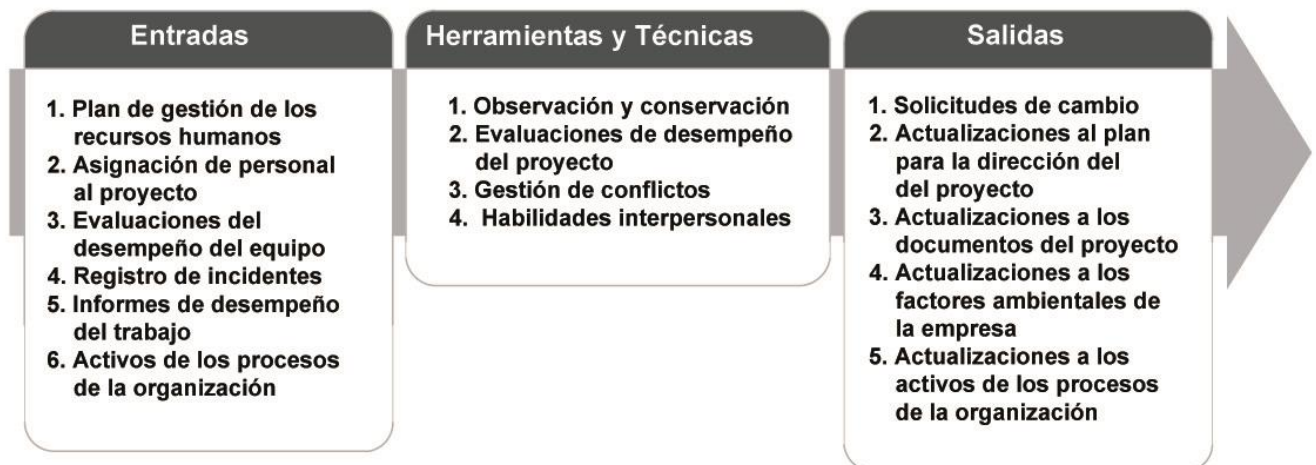 Entradas
1. Plan de gestión de los
recursos humanos
2. Asignación de personal
al proyecto
3. Evaluaciones del
desempeño del equipo
4. Registro de incidentes
5. Informes de desempeño
del trabajo
6. Activos de los procesos
de la organización
Herramientas y Técnicas
1. Observación y conservación
2. Evaluaciones de desempeño
del proyecto
3. Gestión de conflictos
4. Habilidades interpersonales
Salidas
1. Solicitudes de cambio
2. Actualizaciones al plan
para la dirección del
del proyecto
3. Actualizaciones a los
documentos del proyecto
4. Actualizaciones a los
factores ambientales de
la empresa
5. Actualizaciones a los
activos de los procesos
de la organización